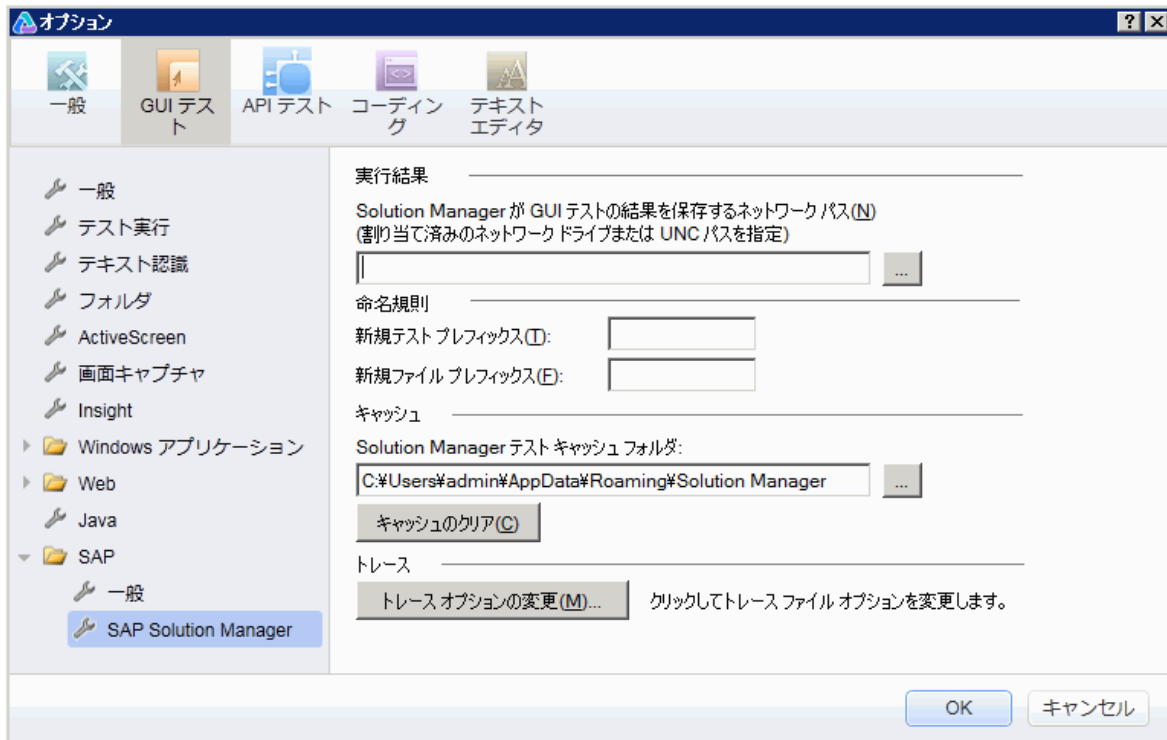 オプション
一般
GUI テス
ト
API テスト
コーディン
グ
テキスト
エディタ
一般
テスト実行
テキスト認識
フォルダ
ActiveScreen
画面キャプチャ
Insight
Windows アプリケーション
Web
Java
SAP
一般
SAP Solution Manager
実行結果
Solution Manager が GUI テストの結果を保存するネットワーク パス(N)
(割り当て済みのネットワーク ドライブまたは UNC パスを指定)
...
命名規則
新規テスト プレフィックス(T):
新規ファイル プレフィックス(F):
キャッシュ
Solution Manager テスト キャッシュ フォルダ:
C:¥Users¥admin¥AppData¥Roaming¥Solution Manager
...
キャッシュのクリア(C)
トレース
トレース オプションの変更(M)...
クリックしてトレース ファイル オプションを変更します。
OK
キャンセル